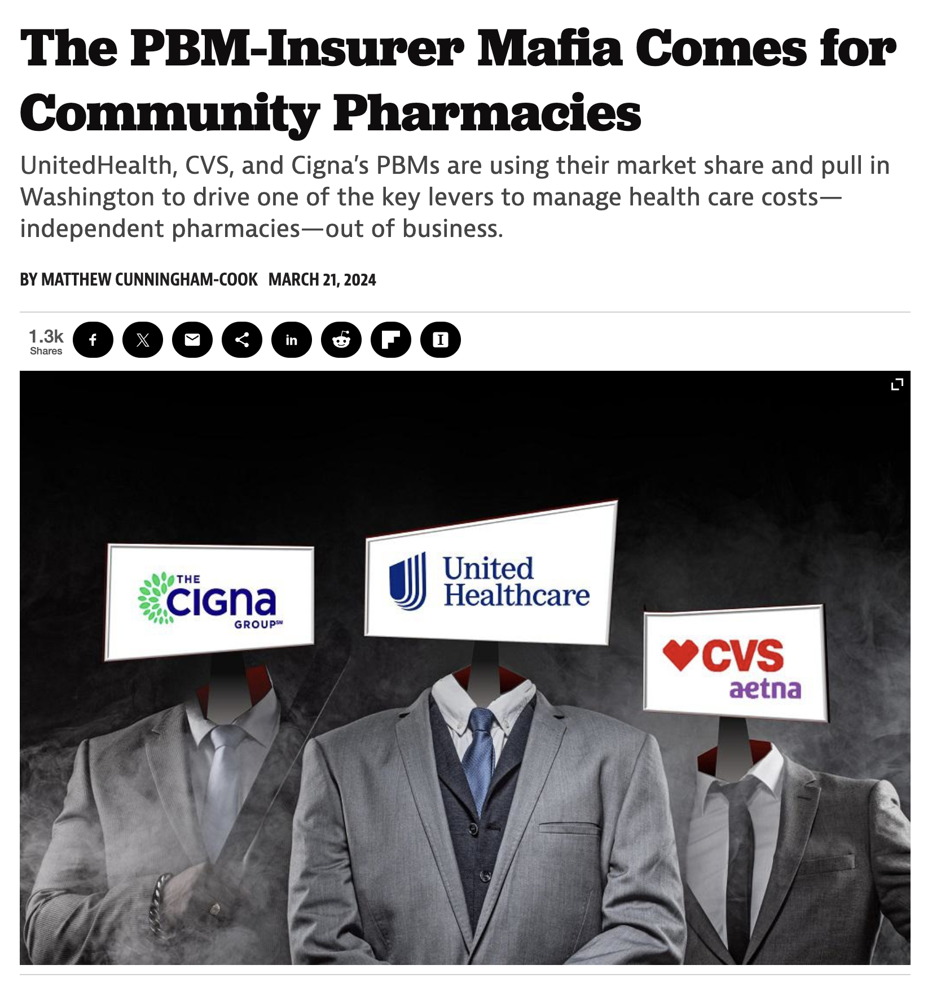 The PBM-Insurer Mafia Comes for
Community Pharmacies
UnitedHealth, CVS, and Cigna’s PBMs are using their market share and pull in
Washington to drive one of the key levers to manage health care costs—
independent pharmacies—out of business.
BY MATTHEW CUNNINGHAM-COOK MARCH 21, 2024
1.3k
Shares
THE
cigna
GROUP℠
United
Healthcare
CVS
aetna